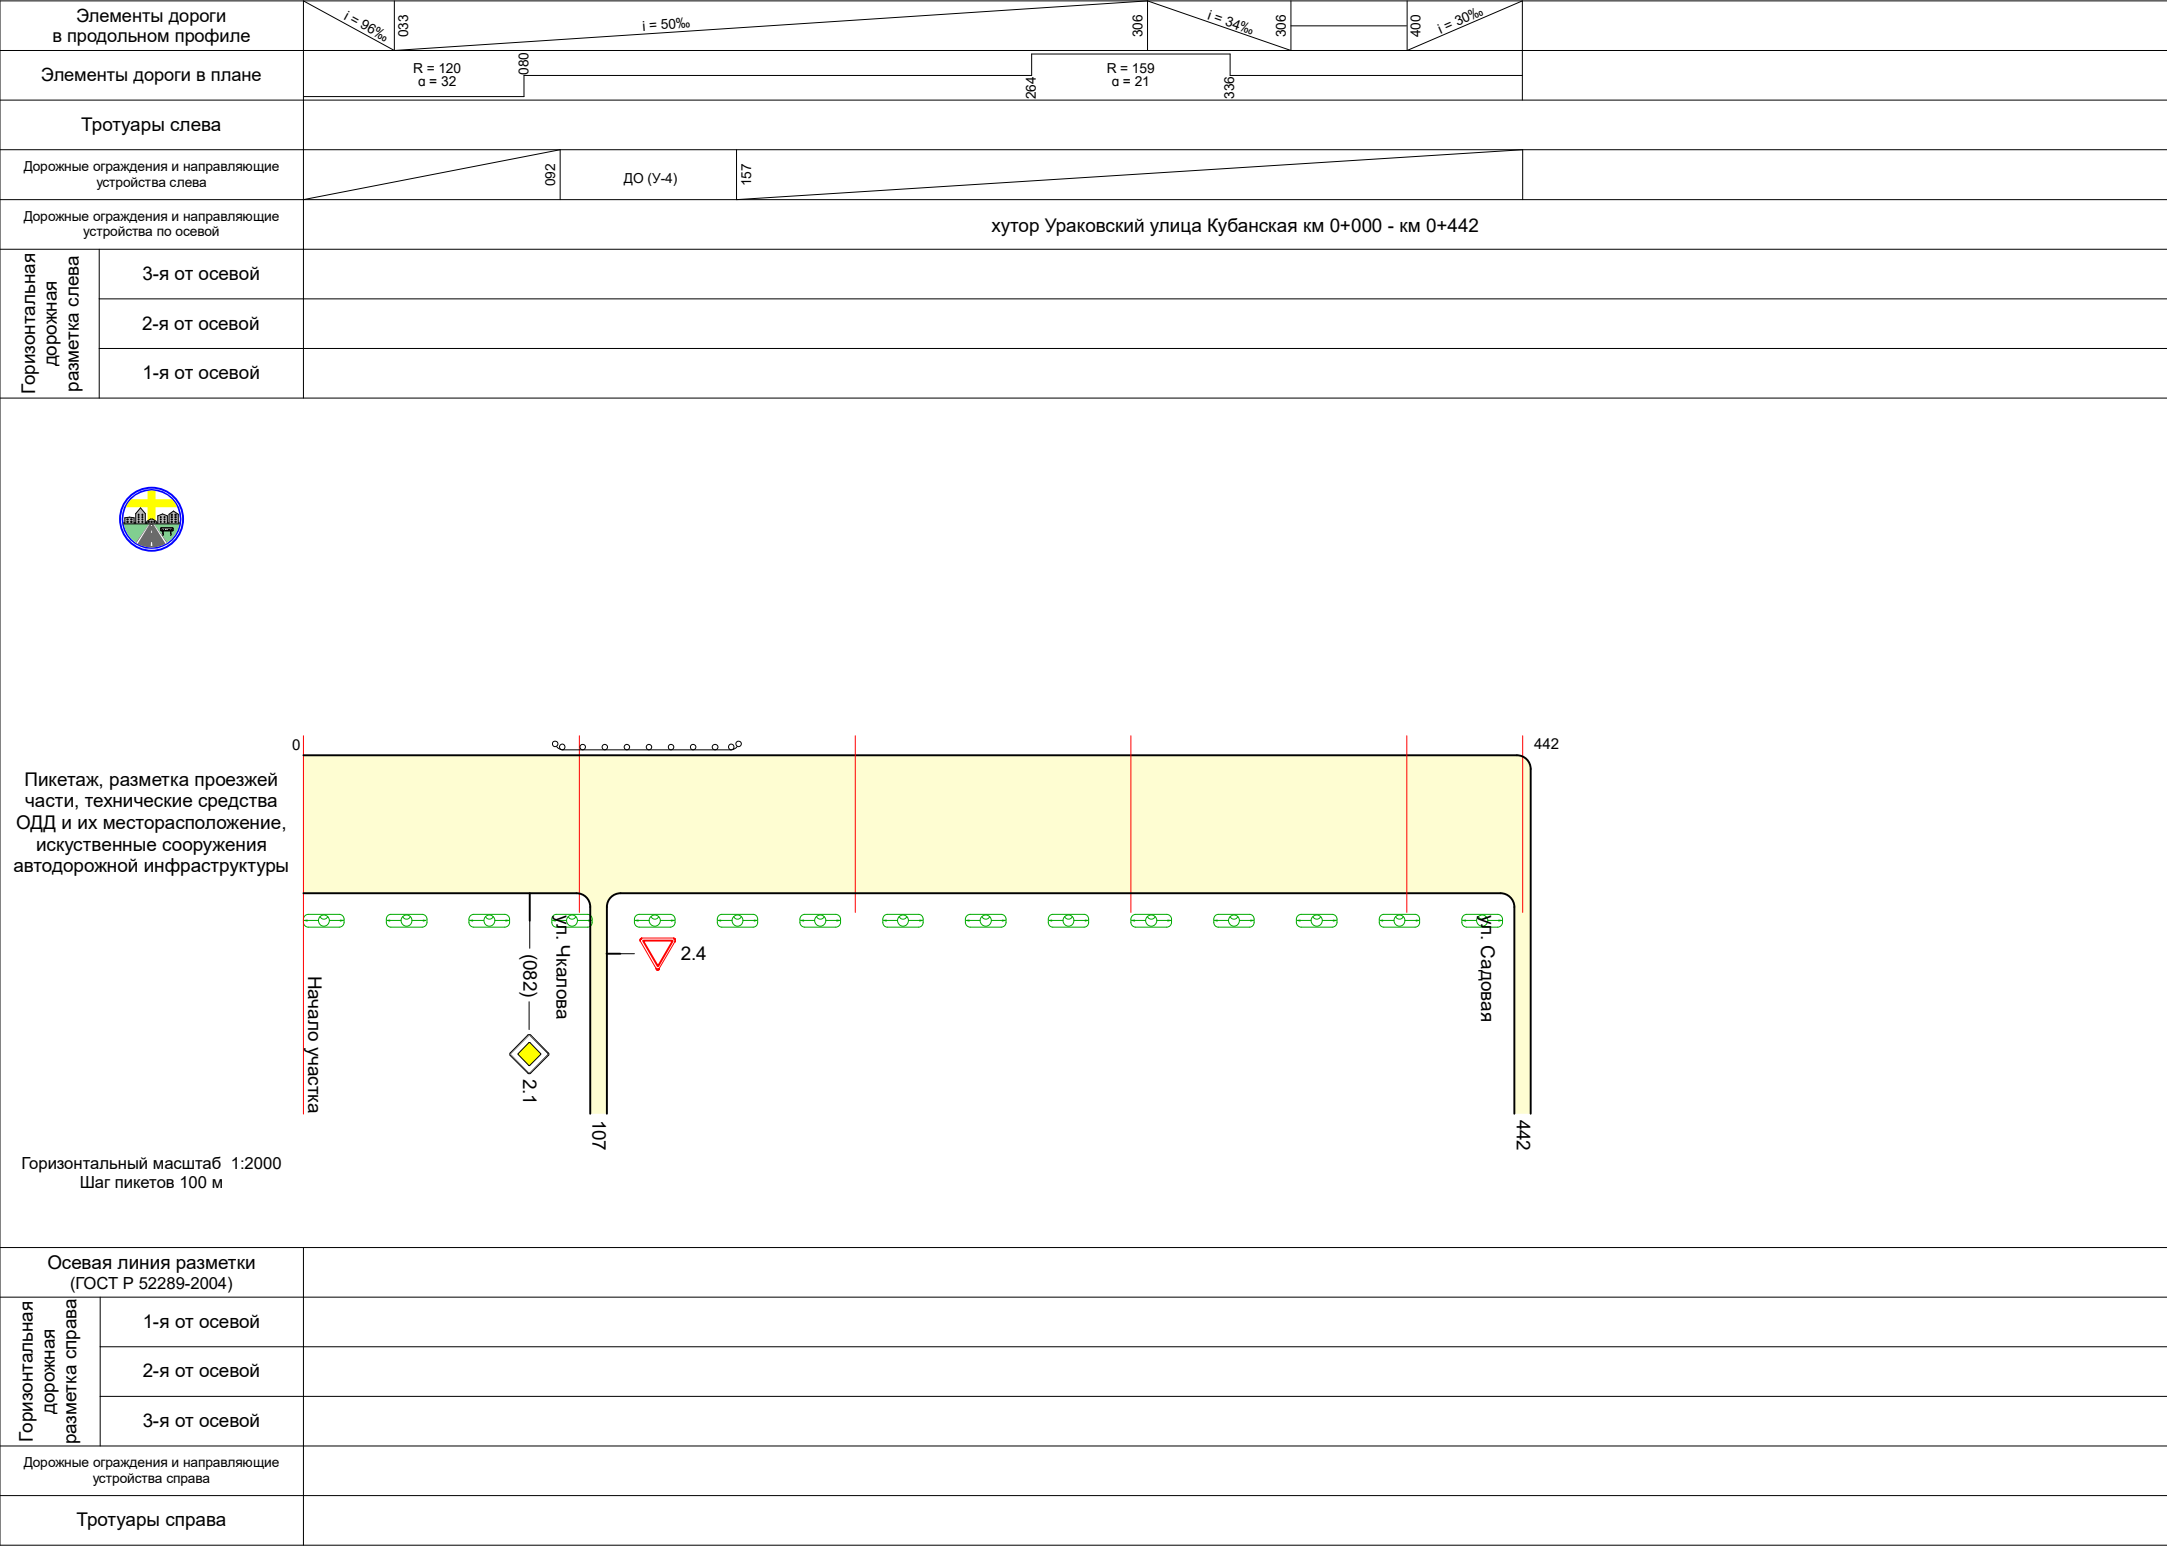 Элементы дороги
в продольном профиле
i = 96‰
033
i = 50‰
306
i = 34‰
306
400
i = 30‰
Элементы дороги в плане
R = 120
α = 32
080
264
R = 159
α = 21
336
Тротуары слева
Дорожные ограждения и направляющие
устройства слева
092
ДО (У-4)
157
Дорожные ограждения и направляющие
устройства по осевой
хутор Ураковский улица Кубанская км 0+000 - км 0+442
Горизонтальная
дорожная
разметка слева
3-я от осевой
2-я от осевой
1-я от осевой
0
442
Пикетаж, разметка проезжей
части, технические средства
ОДД и их месторасположение,
искуственные сооружения
автодорожной инфраструктуры
Начало участка
(082)
2.1
ул. Чкалова
107
2.4
ул. Садовая
442
Горизонтальный масштаб 1:2000
Шаг пикетов 100 м
Осевая линия разметки
(ГОСТ Р 52289-2004)
Горизонтальная
дорожная
разметка справа
1-я от осевой
2-я от осевой
3-я от осевой
Дорожные ограждения и направляющие
устройства справа
Тротуары справа